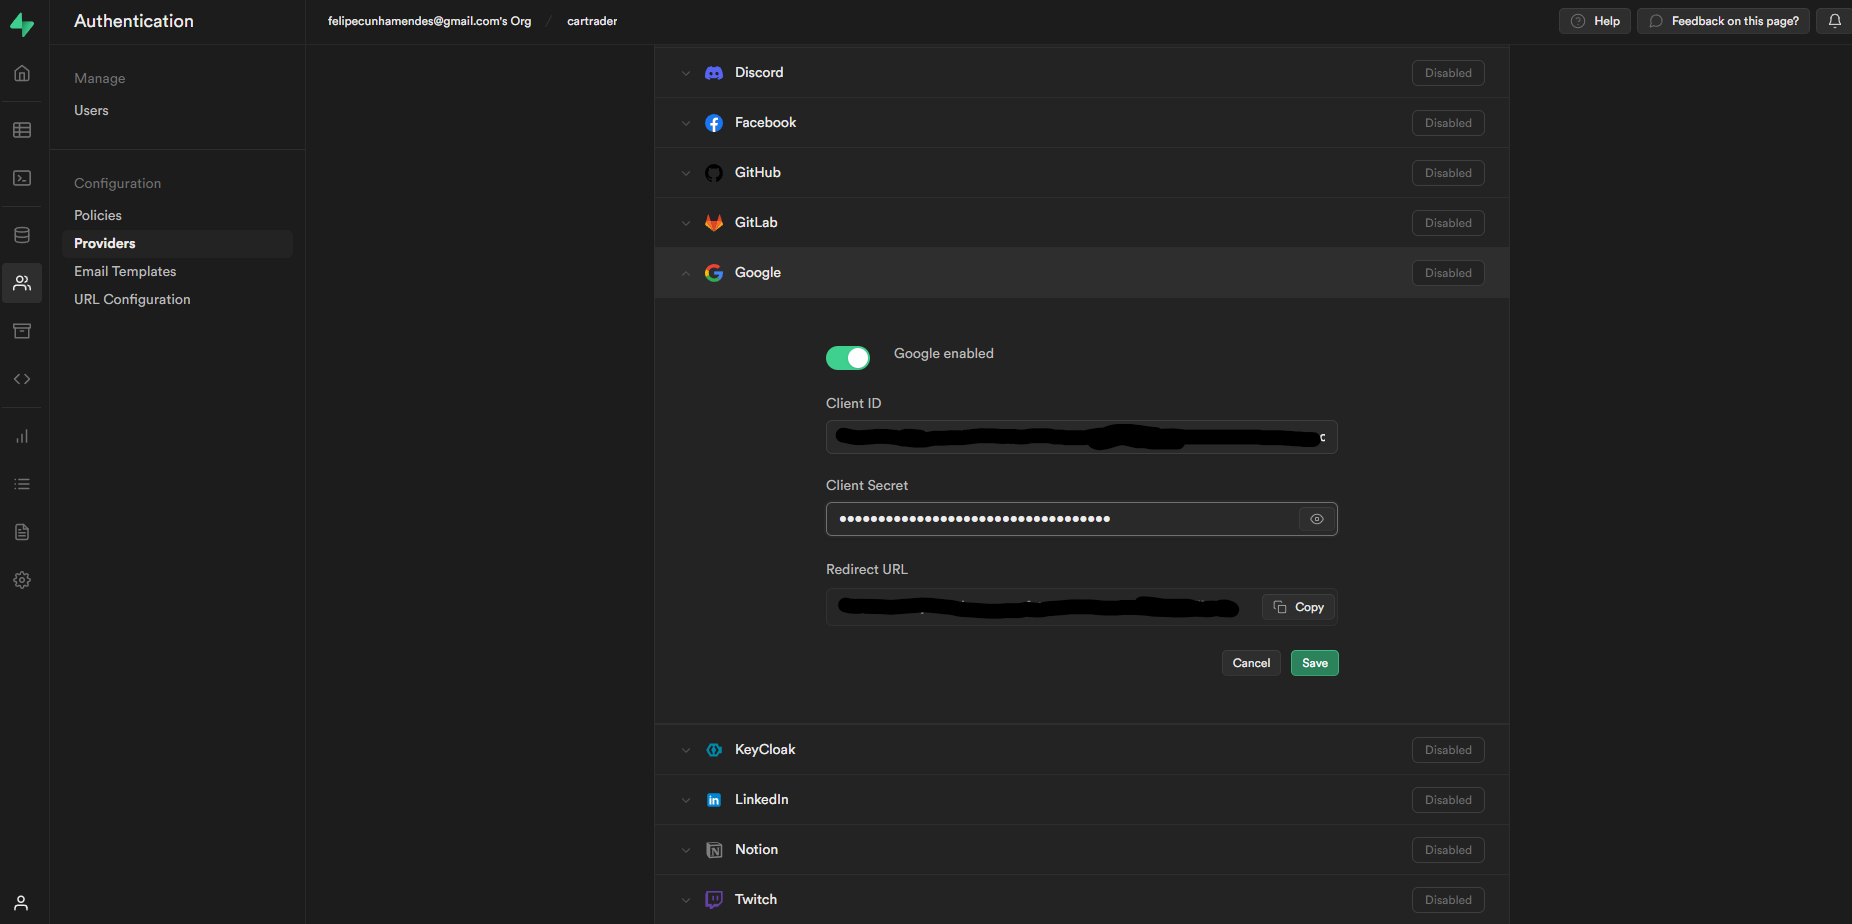 Authentication
felipecunhamendes@gmail.com's Org / cartrader
Help
Feedback on this page?
Manage
Users
Configuration
Policies
Providers
Email Templates
URL Configuration
Discord
Disabled
Facebook
Disabled
GitHub
Disabled
GitLab
Disabled
Google
Disabled
Google enabled
Client ID
Client Secret
••••••••••••••••••••••••••••••••••
Redirect URL
Copy
Cancel
Save
KeyCloak
Disabled
LinkedIn
Disabled
Notion
Disabled
Twitch
Disabled